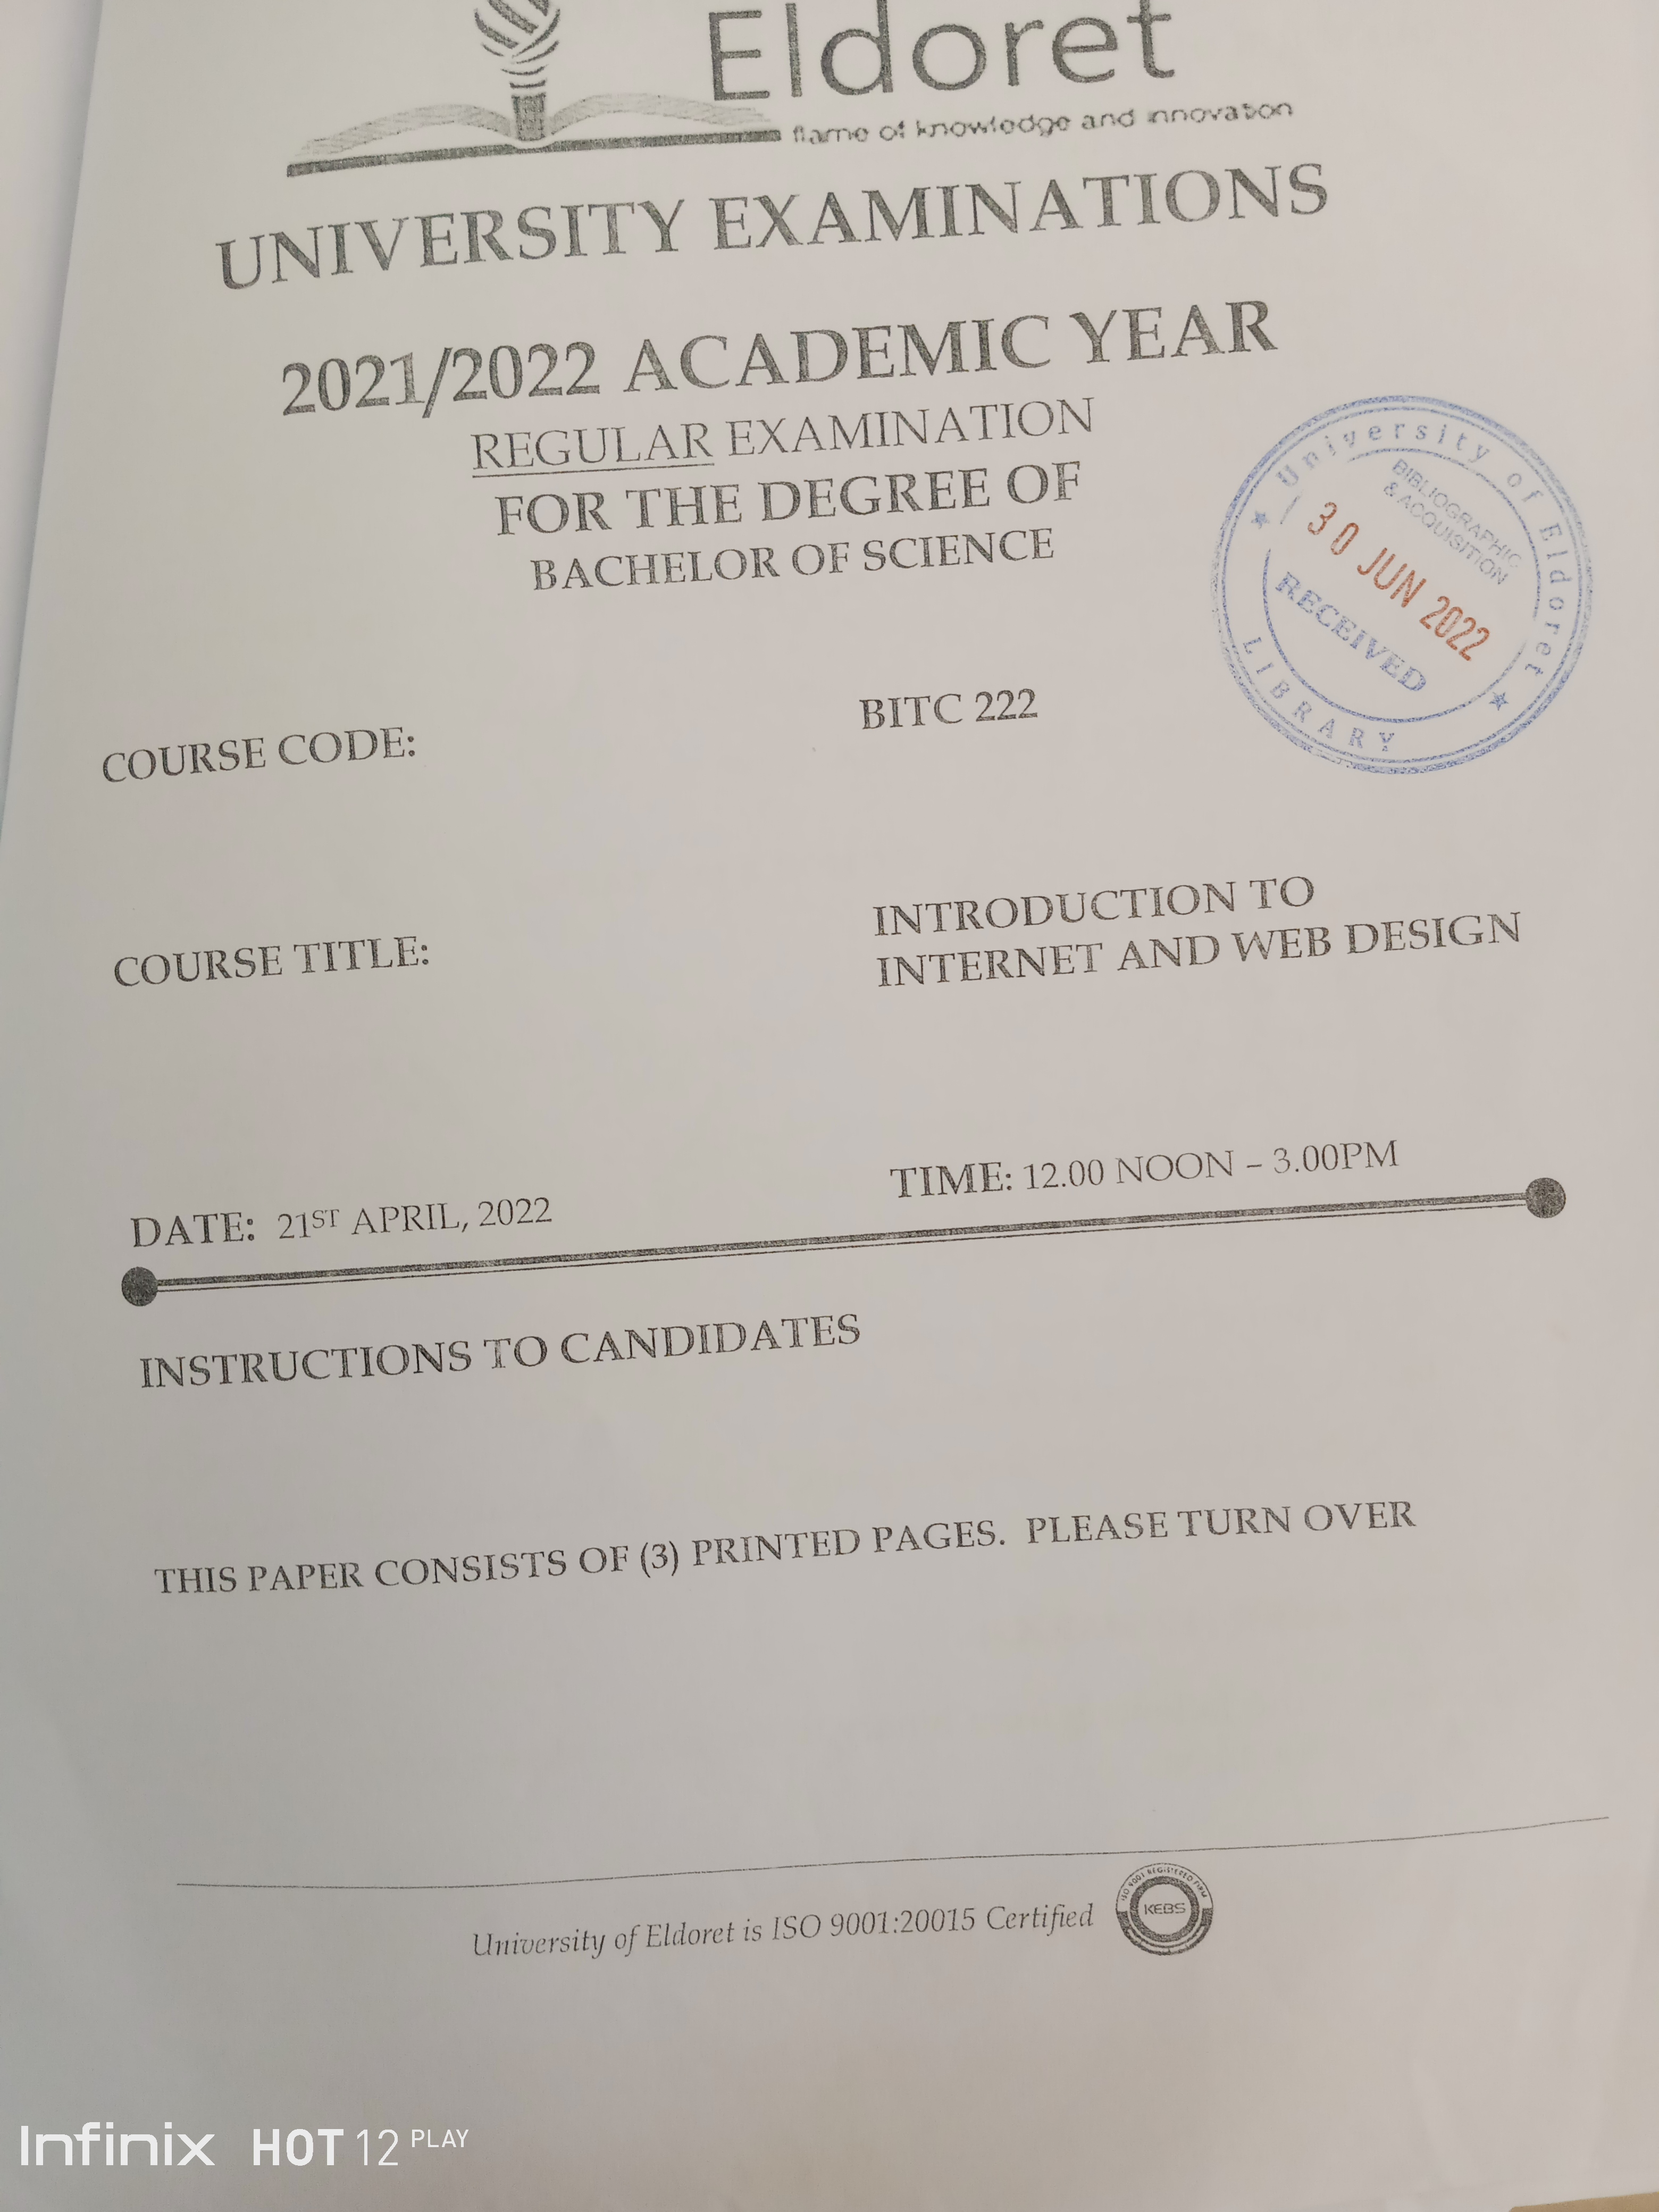 Eldoret
flame of knowledge and innovation
UNIVERSITY EXAMINATIONS
2021/2022 ACADEMIC YEAR
REGULAR EXAMINATION
FOR THE DEGREE OF
BACHELOR OF SCIENCE
University of Eldoret
BIBLIOGRAPHIC
& ACQUISITION
30 JUN 2022
RECEIVED
LIBRARY
COURSE CODE: BITC 222
COURSE TITLE: INTRODUCTION TO
INTERNET AND WEB DESIGN
DATE: 21ST APRIL, 2022 TIME: 12.00 NOON – 3.00PM
INSTRUCTIONS TO CANDIDATES
THIS PAPER CONSISTS OF (3) PRINTED PAGES. PLEASE TURN OVER
University of Eldoret is ISO 9001:20015 Certified
ISO 9001 REGISTERED FIRM
KEBS
Infinix HOT 12 PLAY